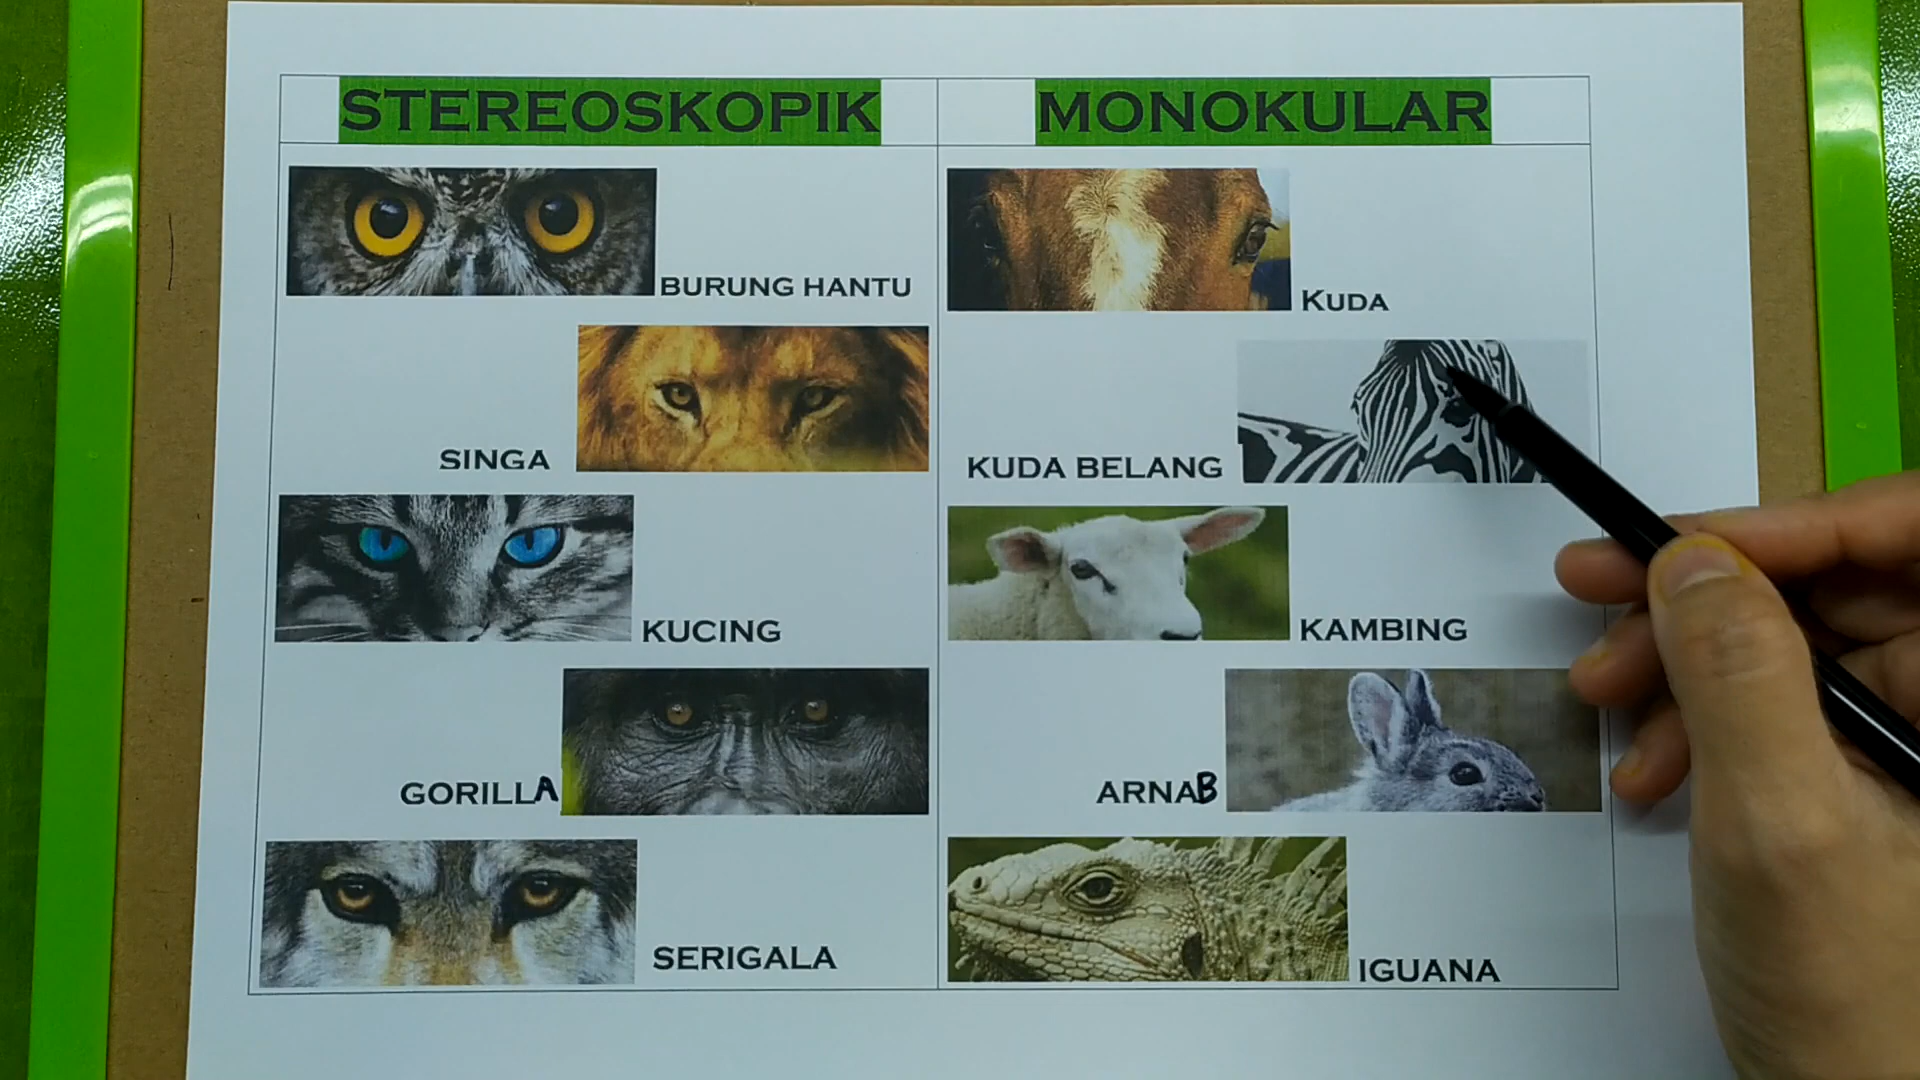 STEREOSKOPIK
MONOKULAR
BURUNG HANTU
KUDA
SINGA
KUDA BELANG
KUCING
KAMBING
GORILLA
ARNAB
SERIGALA
IGUANA